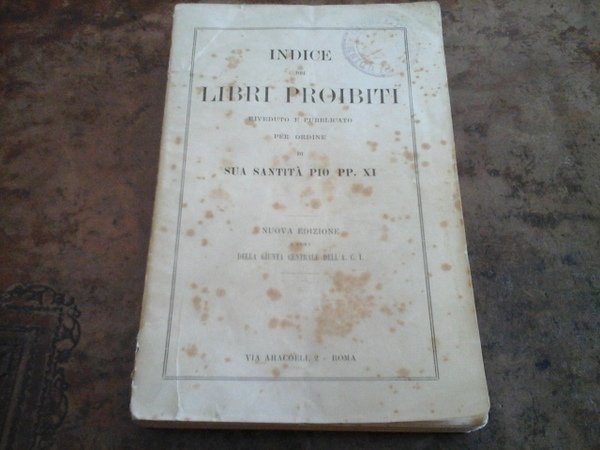 INDICE
DEI
LIBRI PROIBITI
RIVEDUTO E PUBBLICATO
PER ORDINE
DI
SUA SANTITÀ PIO PP. XI
NUOVA EDIZIONE
DELLA GIUNTA CENTRALE DELL'A. C. I.
VIA ARACOELI, 2 - ROMA